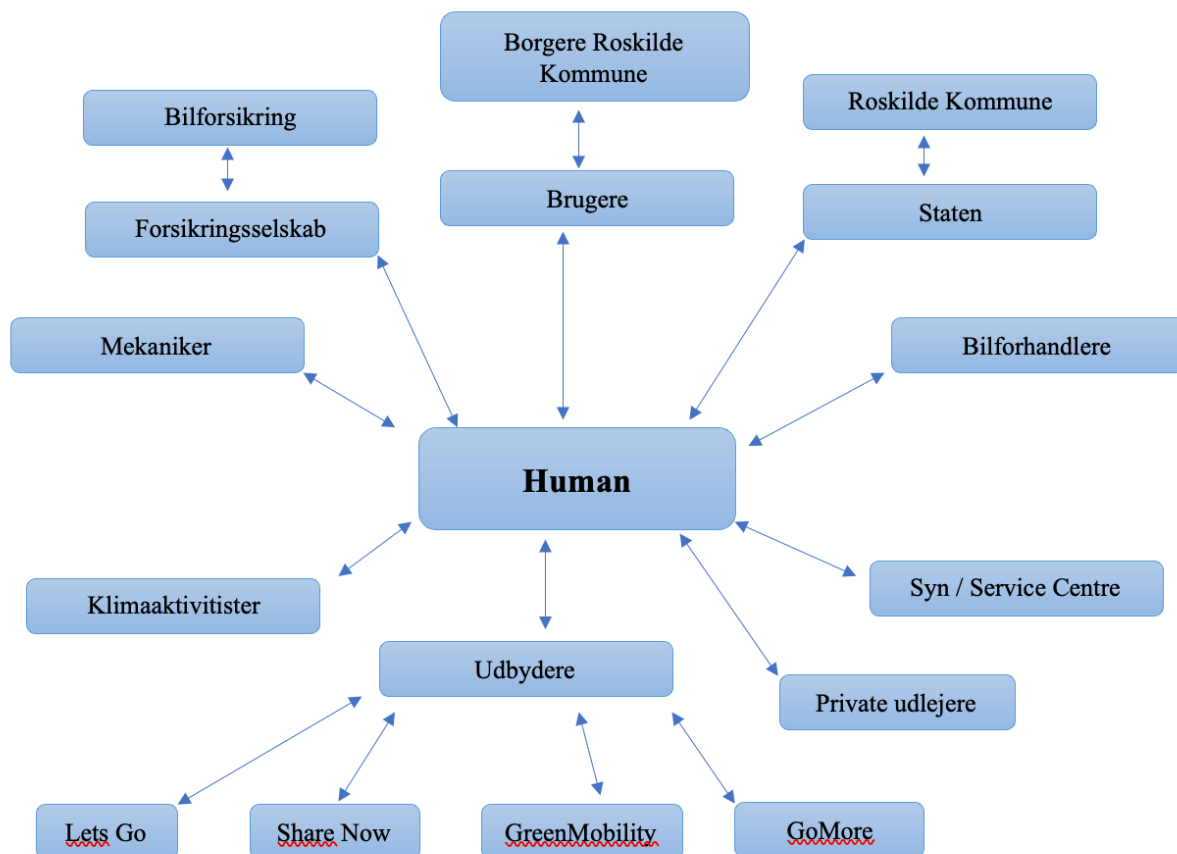 Borgere Roskilde
Kommune
Bilforsikring
Roskilde Kommune
Brugere
Staten
Forsikringsselskab
Mekaniker
Bilforhandlere
Human
Klimaaktivitister
Syn / Service Centre
Udbydere
Private udlejere
Lets Go
Share Now
GreenMobility
GoMore